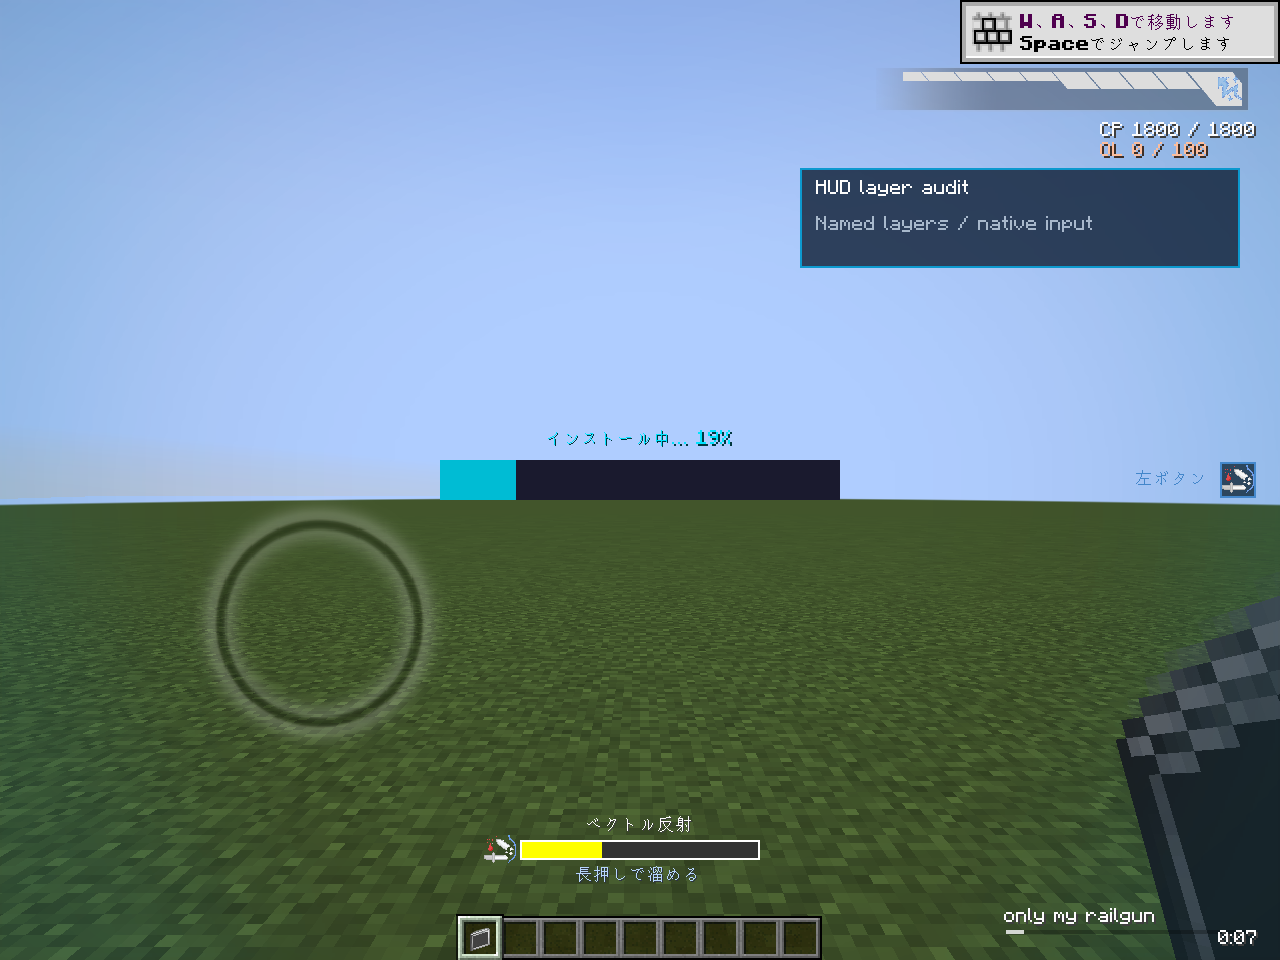 W、A、S、Dで移動します
Spaceでジャンプします
CP 1800 / 1800
OL 0 / 100
HUD layer audit
Named layers / native input
インストール中... 19%
左ボタン
ベクトル反射
長押しで溜める
only my railgun
0:07